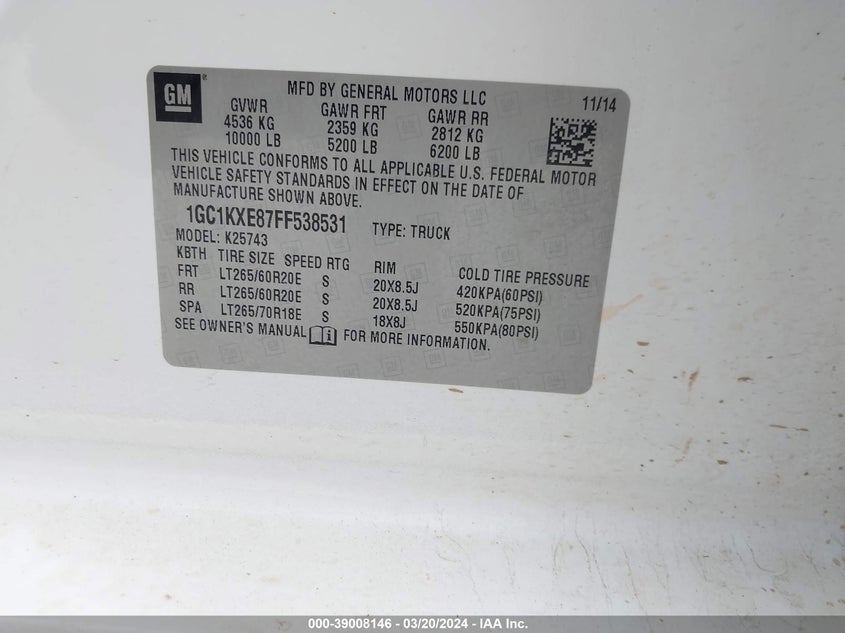 GM
MFD BY GENERAL MOTORS LLC
11/14
GVWR GAWR FRT GAWR RR
4536 KG 2359 KG 2812 KG
10000 LB 5200 LB 6200 LB
THIS VEHICLE CONFORMS TO ALL APPLICABLE U.S. FEDERAL MOTOR
VEHICLE SAFETY STANDARDS IN EFFECT ON THE DATE OF
MANUFACTURE SHOWN ABOVE.
1GC1KXE87FF538531 TYPE: TRUCK
MODEL: K25743
KBTH TIRE SIZE SPEED RTG RIM COLD TIRE PRESSURE
FRT LT265/60R20E S 20X8.5J 420KPA(60PSI)
RR LT265/60R20E S 20X8.5J 520KPA(75PSI)
SPA LT265/70R18E S 18X8J 550KPA(80PSI)
SEE OWNER'S MANUAL FOR MORE INFORMATION.
000-39008146 — 03/20/2024 — IAA Inc.